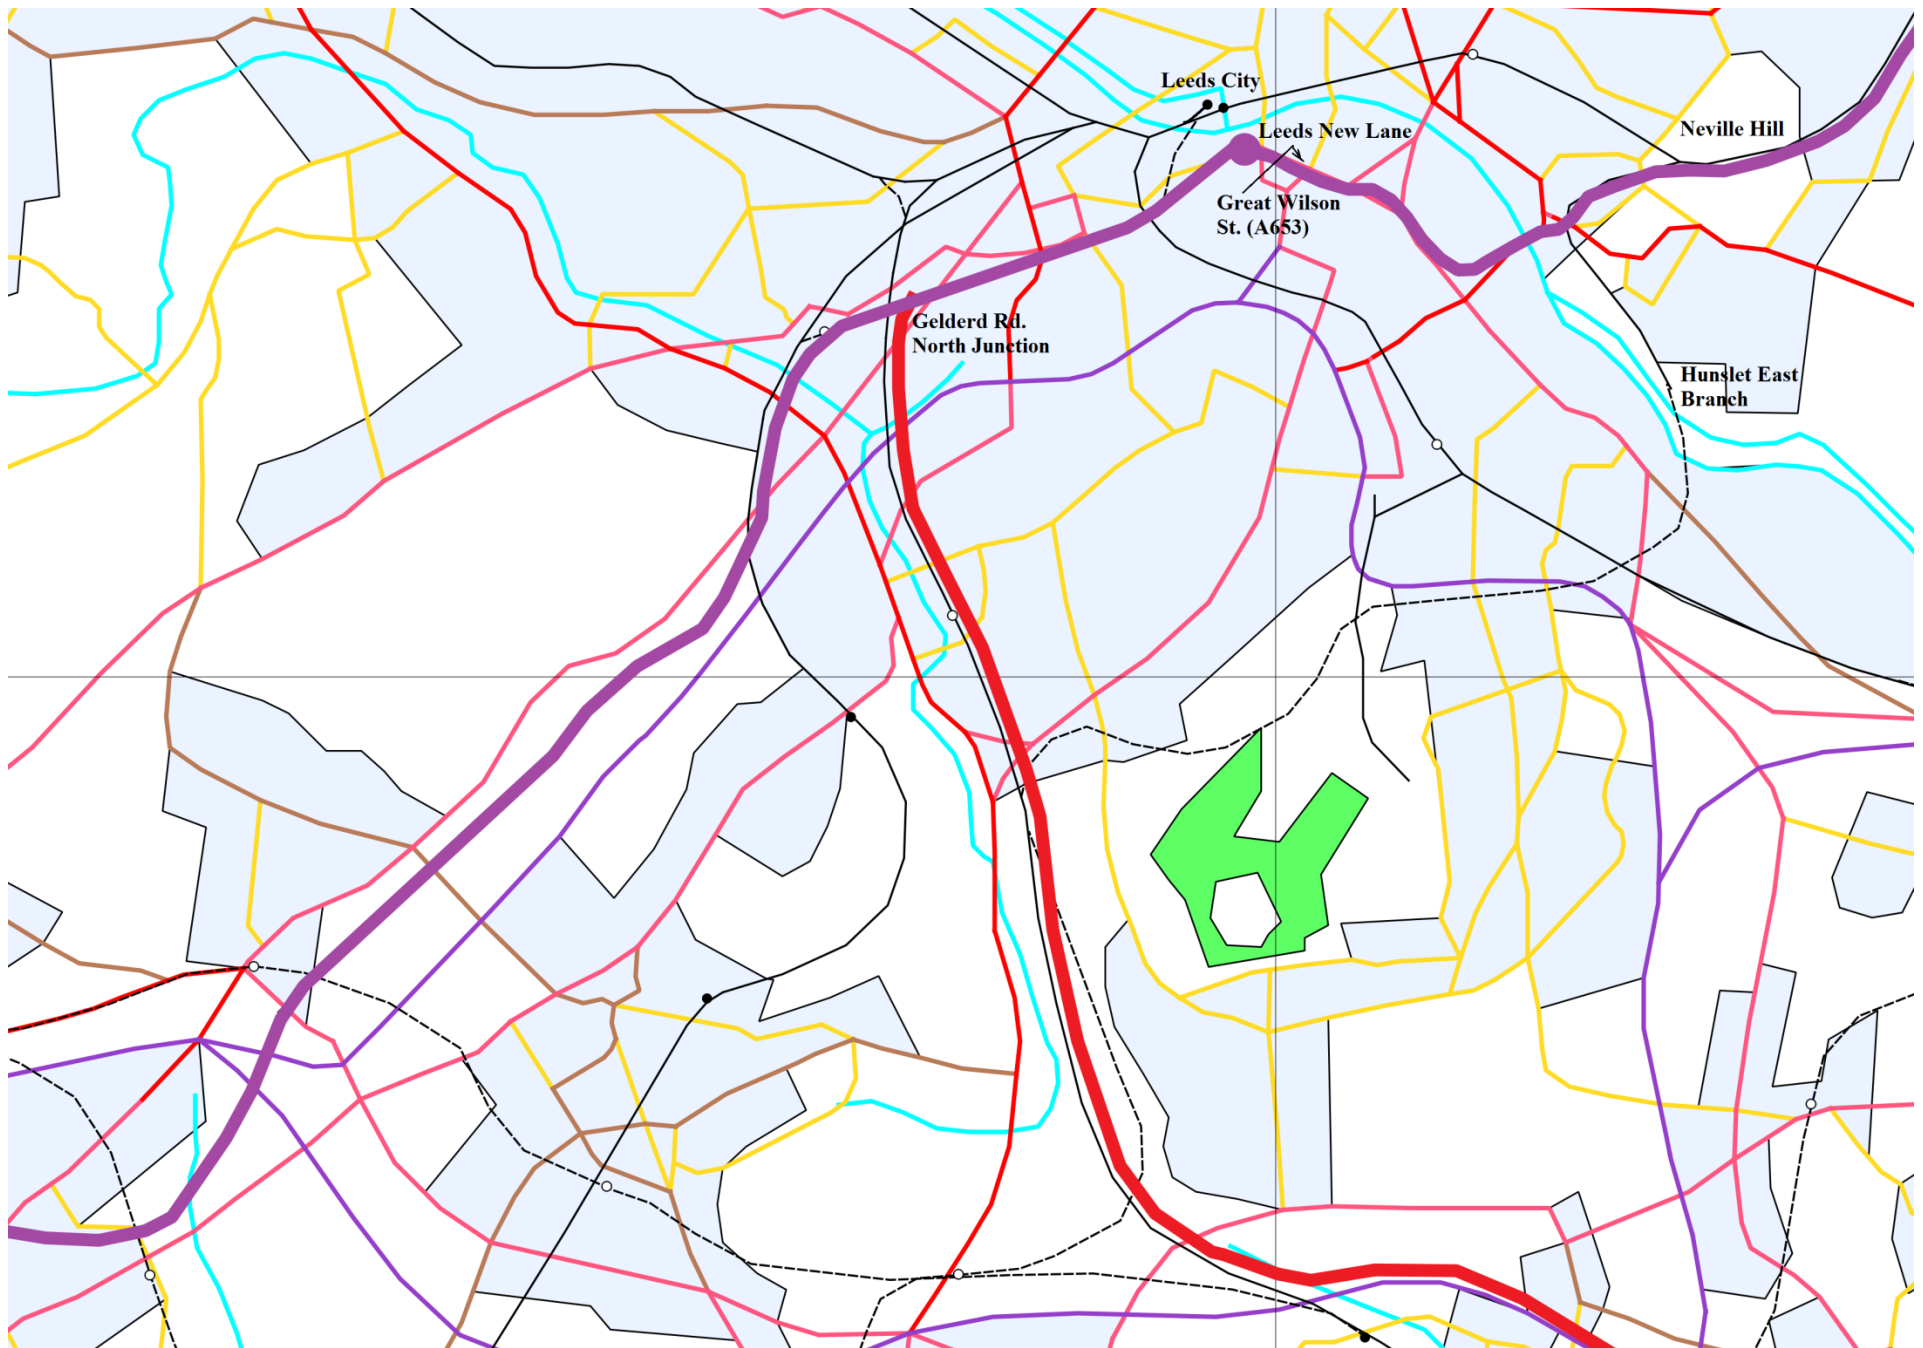 Leeds City
Leeds New Lane
Neville Hill
Great Wilson
St. (A653)
Gelderd Rd.
North Junction
Hunslet East
Branch